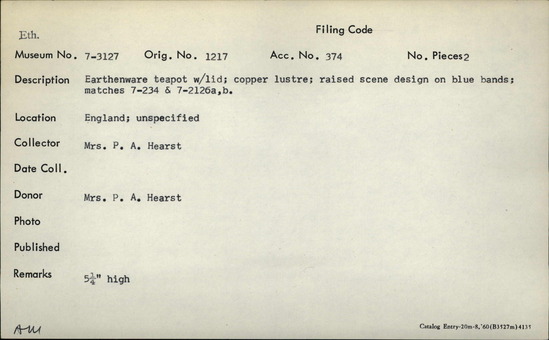 Filing Code
Eth.
Museum No. 7-3127 Orig. No. 1217 Acc. No. 374 No. Pieces 2
Description Earthenware teapot w/lid; copper lustre; raised scene design on blue bands;
matches 7-234 & 7-2126a,b.
Location England; unspecified
Collector Mrs. P. A. Hearst
Date Coll.
Donor Mrs. P. A. Hearst
Photo
Published
Remarks 5¼" high
Catalog Entry-20m-8,'60(B3527m)4135